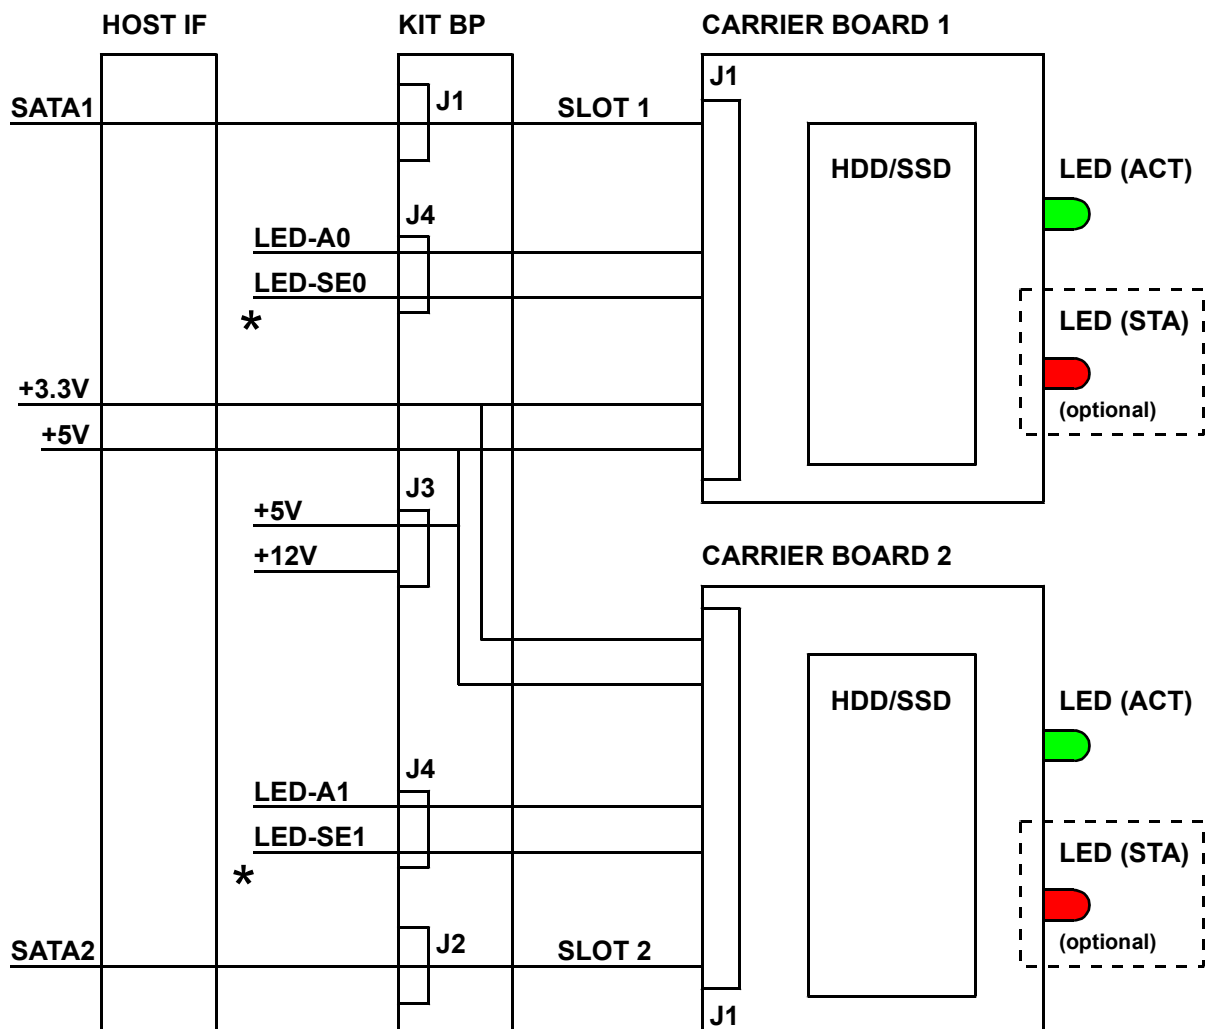 HOST IF
KIT BP
CARRIER BOARD 1
J1
SATA1
J1
SLOT 1
HDD/SSD
LED (ACT)
J4
LED-A0
LED-SE0
*
LED (STA)
+3.3V
(optional)
+5V
J3
+5V
+12V
CARRIER BOARD 2
HDD/SSD
LED (ACT)
J4
LED-A1
LED-SE1
*
LED (STA)
SATA2
J2
SLOT 2
(optional)
J1